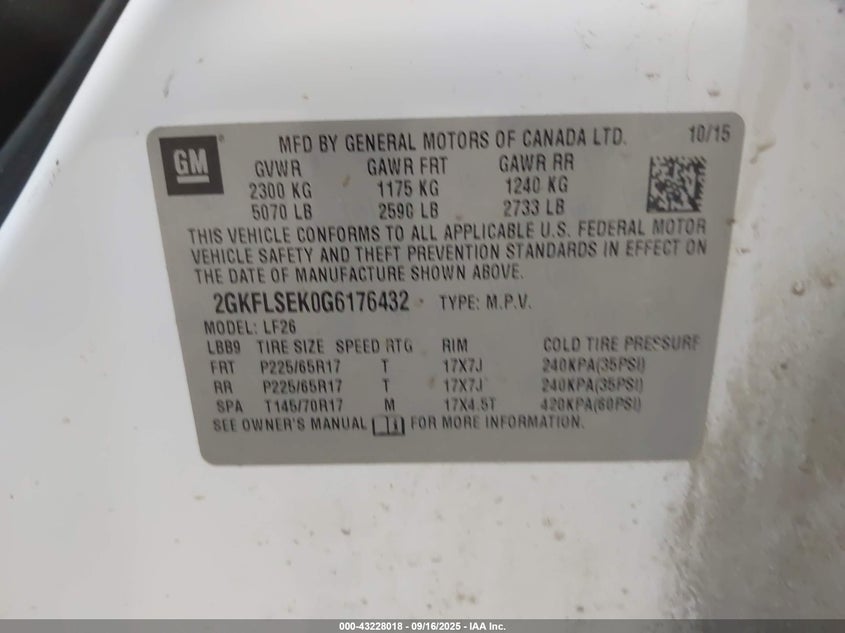 GM ® MFD BY GENERAL MOTORS OF CANADA LTD. 10/15
GVWR GAWR FRT GAWR RR
2300 KG 1175 KG 1240 KG
5070 LB 2590 LB 2733 LB
THIS VEHICLE CONFORMS TO ALL APPLICABLE U.S. FEDERAL MOTOR
VEHICLE SAFETY AND THEFT PREVENTION STANDARDS IN EFFECT ON
THE DATE OF MANUFACTURE SHOWN ABOVE.
2GKFLSEK0G6176432 TYPE: M.P.V.
MODEL: LF26
LBB9 TIRE SIZE SPEED RTG RIM COLD TIRE PRESSURE
FRT P225/65R17 T 17X7J 240KPA(35PSI)
RR P225/65R17 T 17X7J 240KPA(35PSI)
SPA T145/70R17 M 17X4.5T 420KPA(60PSI)
SEE OWNER'S MANUAL FOR MORE INFORMATION.
000-43228018 - 09/16/2025 - IAA Inc.